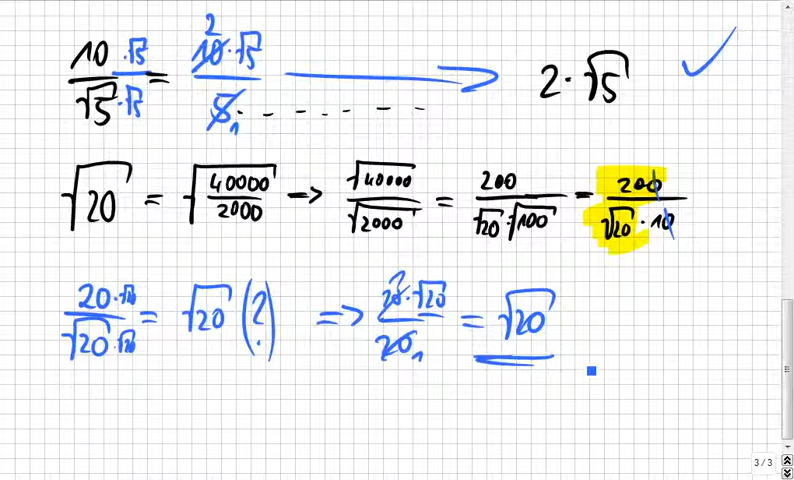 10 ·√5 / √5 ·√5 = 2 10·√5 / 5 1 · - - - - - - → 2·√5 ✓
√20 = √(40000/2000) → √40000 / √2000 = 200 / √20·√100 = 200 / √20·10
20·√20 / √20·√20 = √20 (?) => 20·√20 / 20 1 = √20
3/3